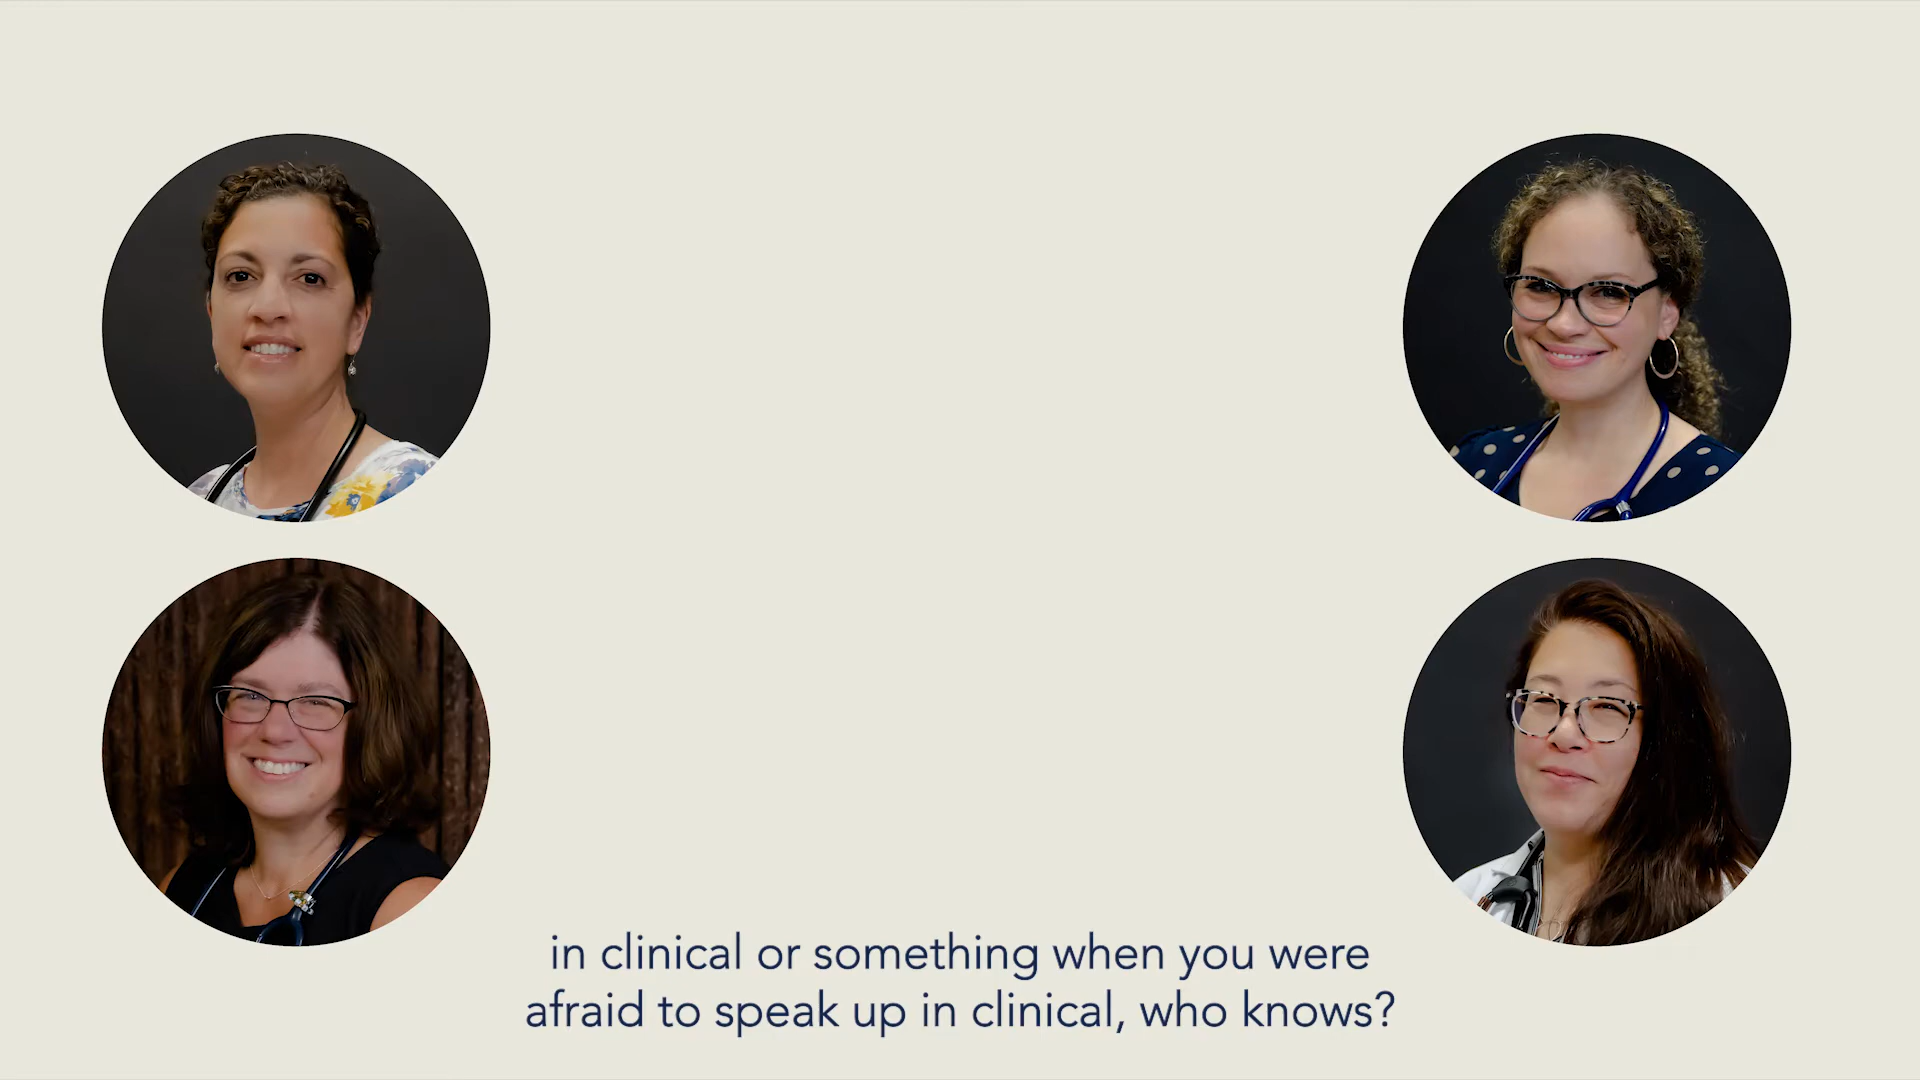 in clinical or something when you were
afraid to speak up in clinical, who knows?